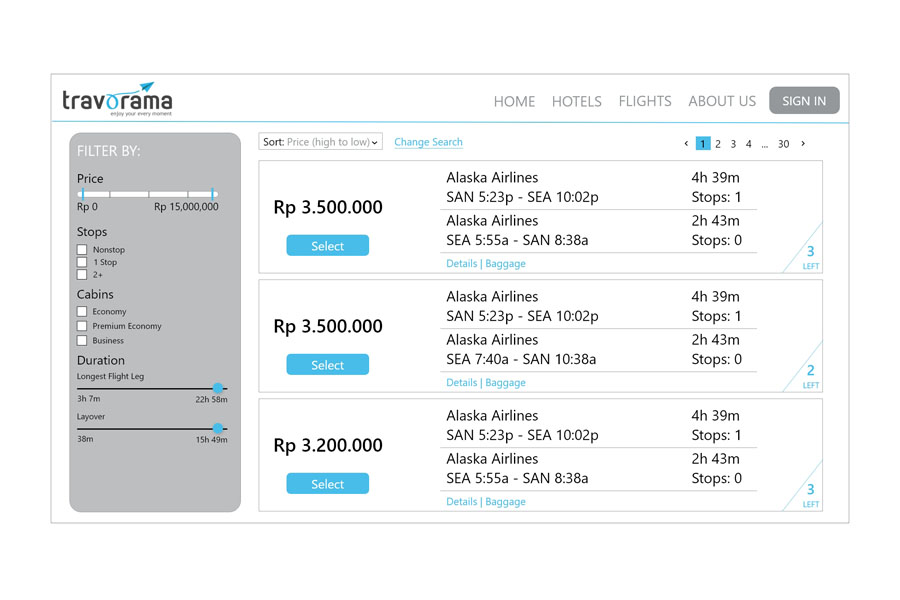 travorama
enjoy your every moment
HOME HOTELS FLIGHTS ABOUT US SIGN IN
FILTER BY:
Price
Rp 0 Rp 15,000,000
Stops
Nonstop
1 Stop
2+
Cabins
Economy
Premium Economy
Business
Duration
Longest Flight Leg
3h 7m 22h 58m
Layover
38m 15h 49m
Sort: Price (high to low) Change Search
‹ 1 2 3 4 ... 30 ›
Rp 3.500.000
Select
Alaska Airlines 4h 39m
SAN 5:23p - SEA 10:02p Stops: 1
Alaska Airlines 2h 43m
SEA 5:55a - SAN 8:38a Stops: 0
Details | Baggage
3
LEFT
Rp 3.500.000
Select
Alaska Airlines 4h 39m
SAN 5:23p - SEA 10:02p Stops: 1
Alaska Airlines 2h 43m
SEA 7:40a - SAN 10:38a Stops: 0
Details | Baggage
2
LEFT
Rp 3.200.000
Select
Alaska Airlines 4h 39m
SAN 5:23p - SEA 10:02p Stops: 1
Alaska Airlines 2h 43m
SEA 5:55a - SAN 8:38a Stops: 0
Details | Baggage
3
LEFT